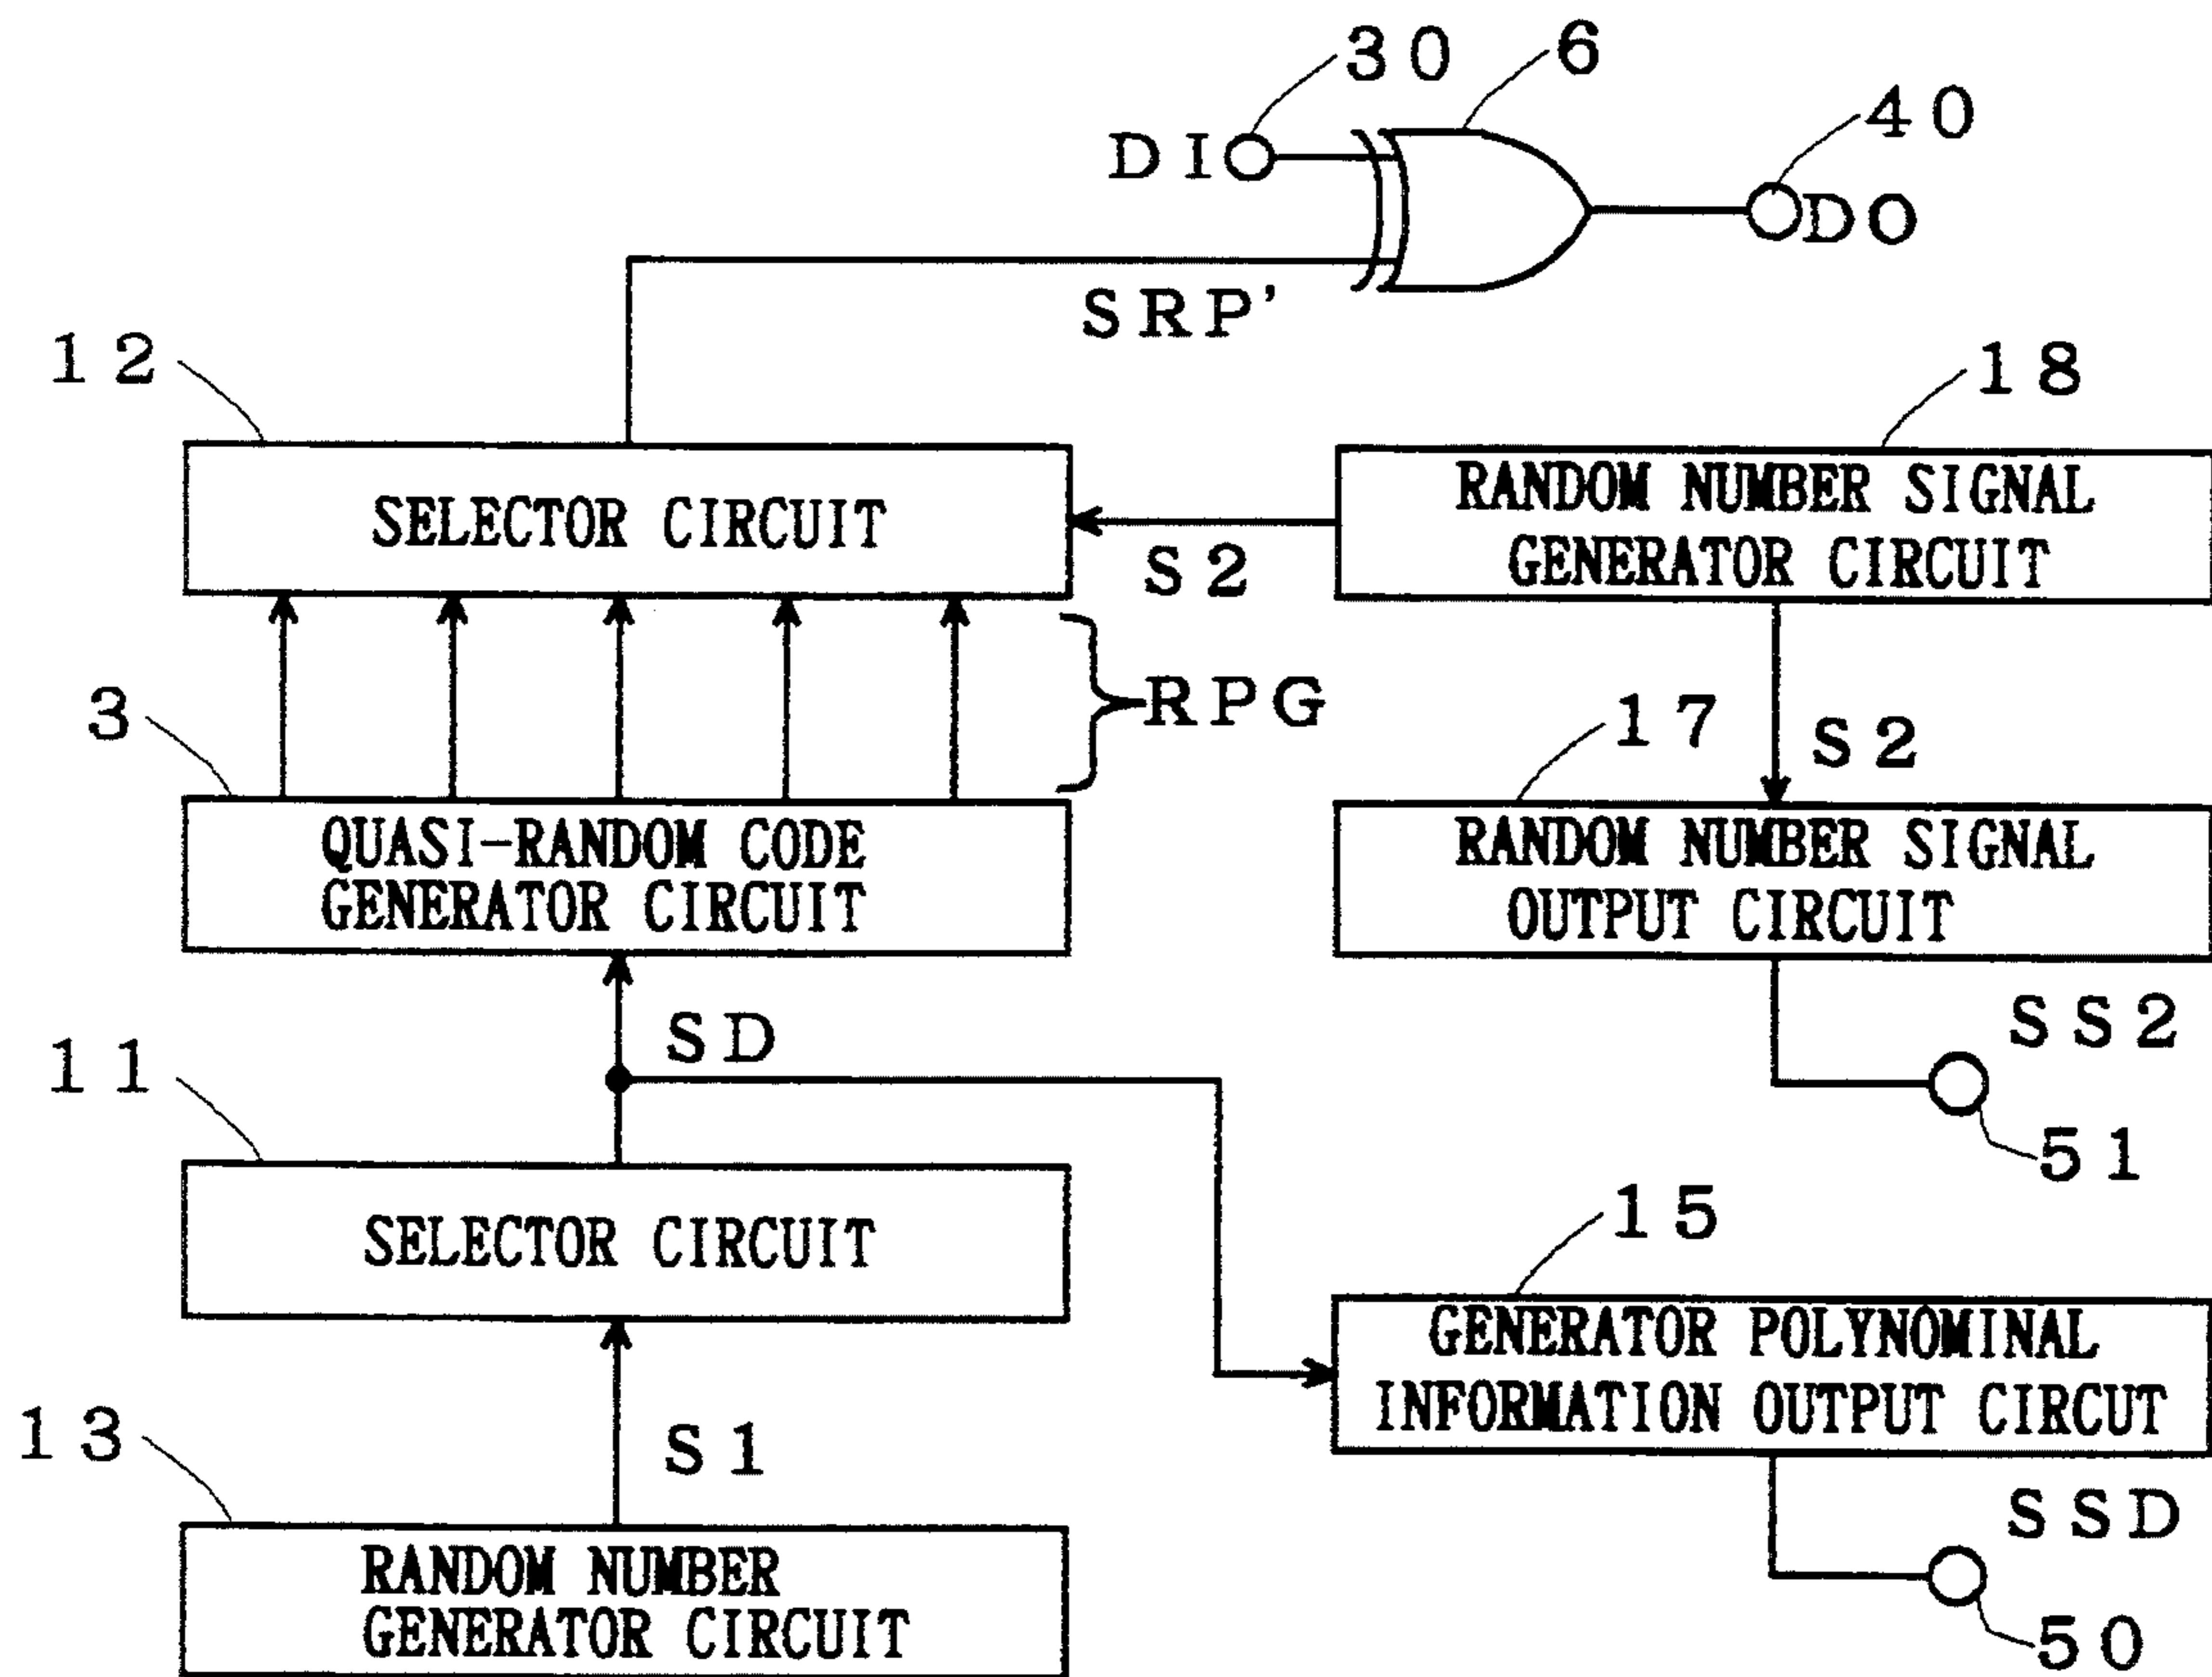 30
6
40
DI
DO
SRP'
12
18
SELECTOR CIRCUIT
RANDOM NUMBER SIGNAL
GENERATOR CIRCUIT
S2
RPG
3
17
S2
QUASI-RANDOM CODE
GENERATOR CIRCUIT
RANDOM NUMBER SIGNAL
OUTPUT CIRCUIT
SD
SS2
11
51
SELECTOR CIRCUIT
15
GENERATOR POLYNOMINAL
INFORMATION OUTPUT CIRCUT
13
S1
SSD
RANDOM NUMBER
GENERATOR CIRCUIT
50